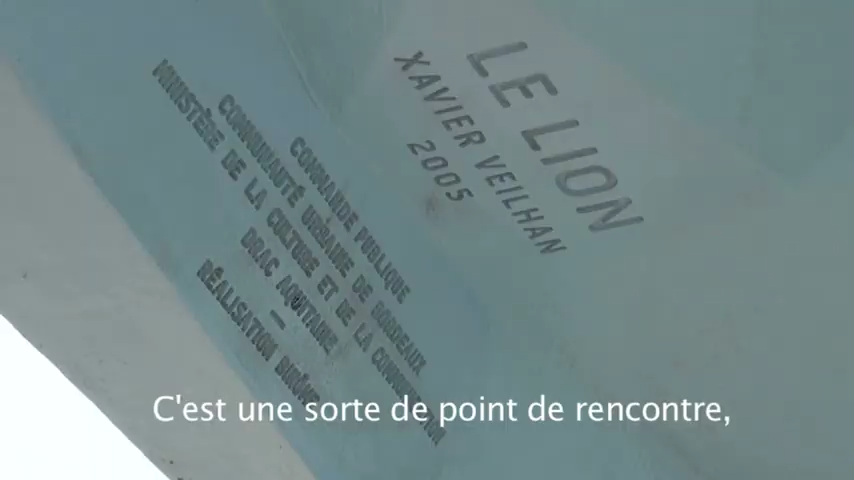 LE LION
XAVIER VEILHAN
2005
COMMANDE PUBLIQUE
COMMUNAUTÉ URBAINE DE BORDEAUX
MINISTÈRE DE LA CULTURE ET DE LA COMMUNICATION
DRAC AQUITAINE
—
RÉALISATION
C'est une sorte de point de rencontre,